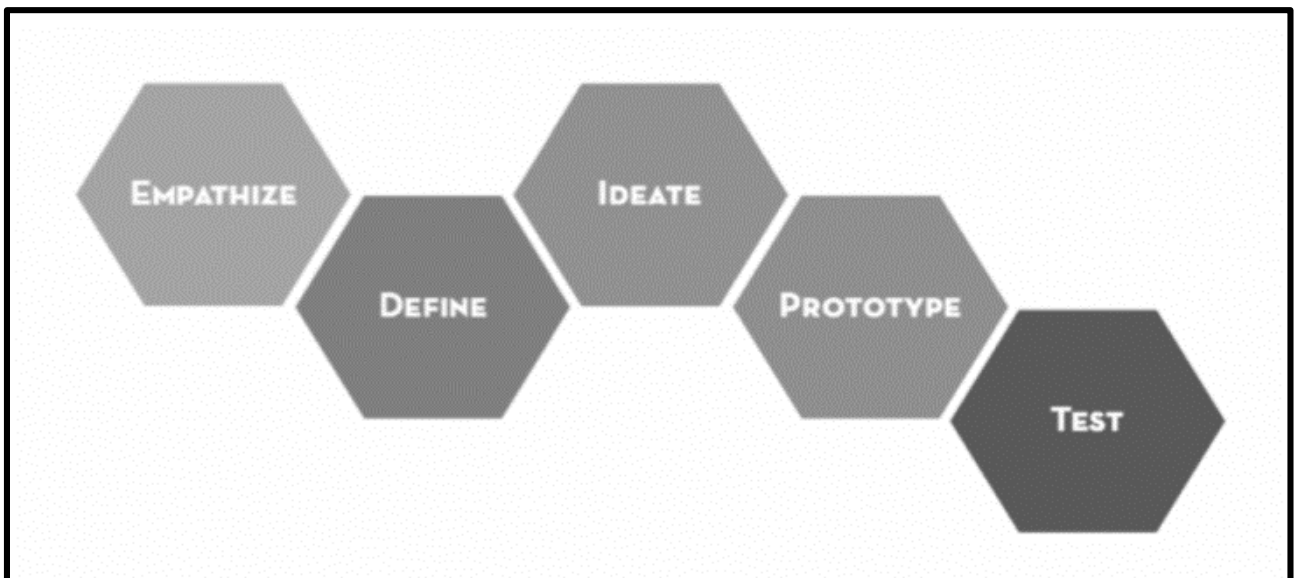 EMPATHIZE
DEFINE
IDEATE
PROTOTYPE
TEST